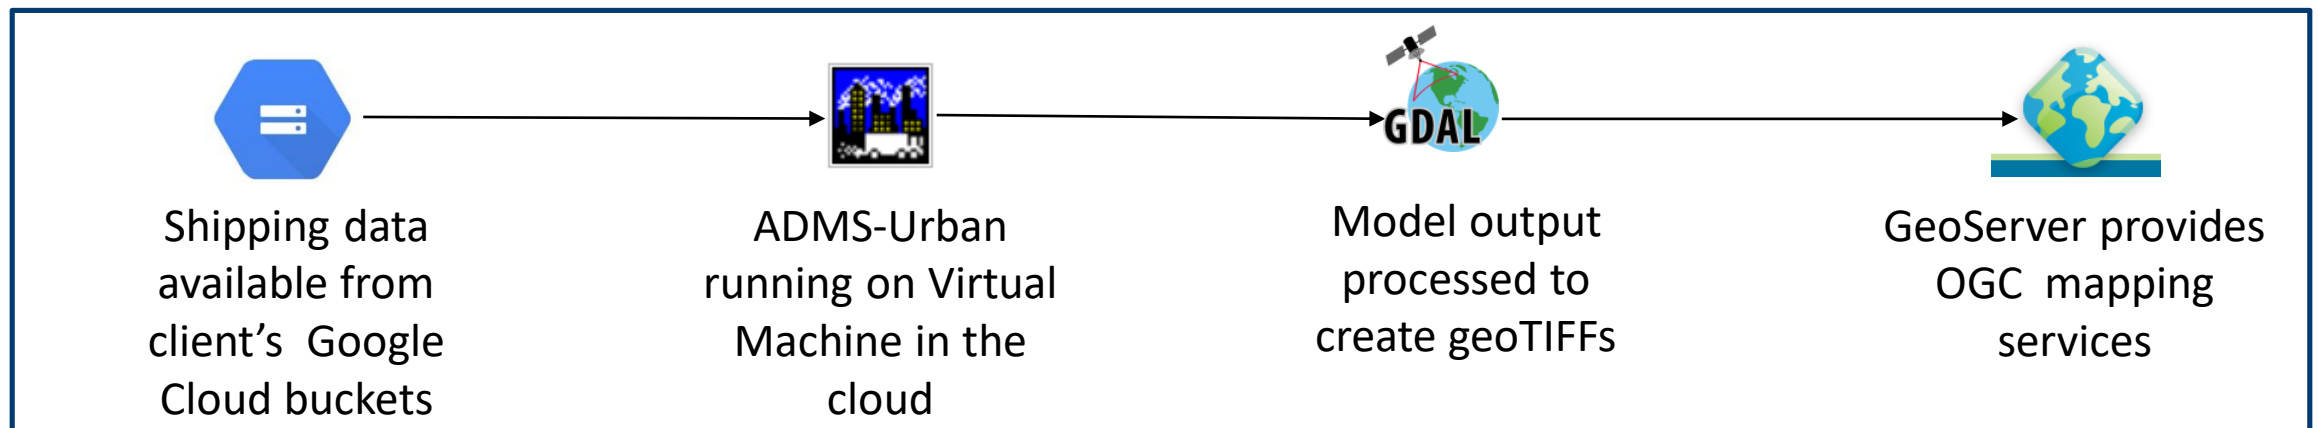 GDAL
Shipping data
available from
client’s  Google
Cloud buckets
ADMS-Urban
running on Virtual
Machine in the
cloud
Model output
processed to
create geoTIFFs
GeoServer provides
OGC  mapping
services